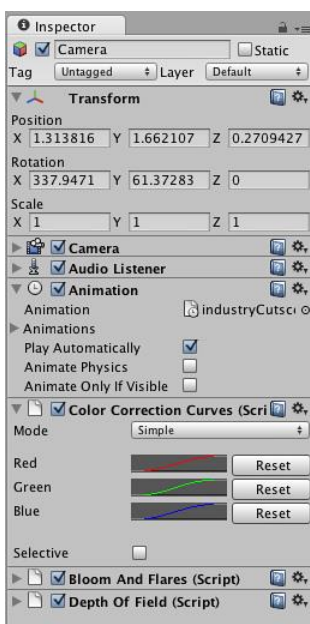 Inspector
Camera Static
Tag Untagged Layer Default
Transform
Position
X 1.313816 Y 1.662107 Z 0.2709427
Rotation
X 337.9471 Y 61.37283 Z 0
Scale
X 1 Y 1 Z 1
Camera
Audio Listener
Animation
Animation industryCutsc
Animations
Play Automatically
Animate Physics
Animate Only If Visible
Color Correction Curves (Scri
Mode Simple
Red Reset
Green Reset
Blue Reset
Selective
Bloom And Flares (Script)
Depth Of Field (Script)